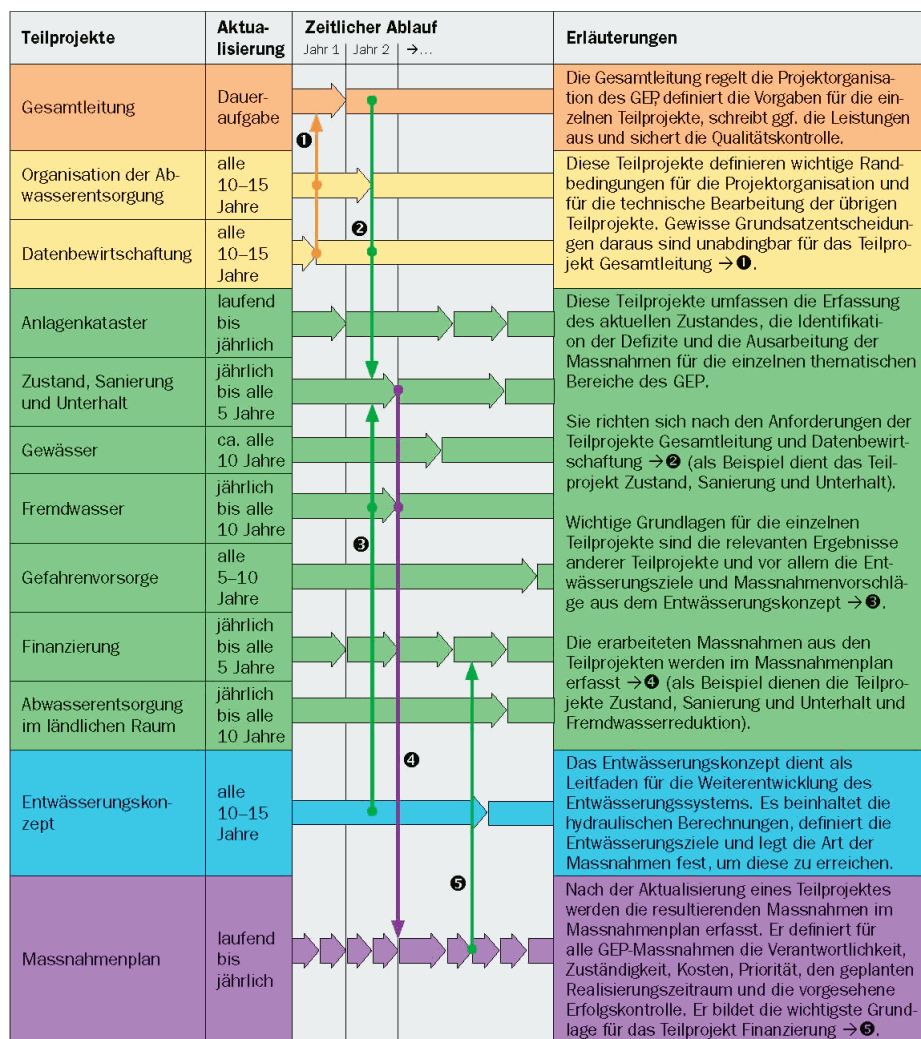 Teilprojekte
Aktua-
lisierung
Zeitlicher Ablauf
Jahr 1 Jahr 2 →...
Erläuterungen
Gesamtleitung
Dauer-
aufgabe
Die Gesamtleitung regelt die Projektorganisa-
tion des GEP, definiert die Vorgaben für die ein-
zelnen Teilprojekte, schreibt ggf. die Leistungen
aus und sichert die Qualitätskontrolle.
❶
Organisation der Ab-
wasserentsorgung
alle
10–15
Jahre
Diese Teilprojekte definieren wichtige Rand-
bedingungen für die Projektorganisation und
für die technische Bearbeitung der übrigen
Teilprojekte. Gewisse Grundsatzentscheidun-
gen daraus sind unabdingbar für das Teilpro-
jekt Gesamtleitung →❶.
❷
Datenbewirtschaftung
alle
10–15
Jahre
Anlagenkataster
laufend
bis
jährlich
Diese Teilprojekte umfassen die Erfassung
des aktuellen Zustandes, die Identifikati-
on der Defizite und die Ausarbeitung der
Massnahmen für die einzelnen thematischen
Bereiche des GEP.
Zustand, Sanierung
und Unterhalt
jährlich
bis alle
5 Jahre
Sie richten sich nach den Anforderungen der
Teilprojekte Gesamtleitung und Datenbewirt-
schaftung →❷ (als Beispiel dient das Teil-
projekt Zustand, Sanierung und Unterhalt).
Gewässer
ca. alle
10 Jahre
Fremdwasser
jährlich
bis alle
10 Jahre
Wichtige Grundlagen für die einzelnen
Teilprojekte sind die relevanten Ergebnisse
anderer Teilprojekte und vor allem die Ent-
wässerungsziele und Massnahmenvorschlä-
ge aus dem Entwässerungskonzept →❸.
❸
Gefahrenvorsorge
alle
5–10
Jahre
Finanzierung
jährlich
bis alle
5 Jahre
Die erarbeiteten Massnahmen aus den
Teilprojekten werden im Massnahmenplan
erfasst →❹ (als Beispiel dienen die Teilpro-
jekte Zustand, Sanierung und Unterhalt und
Fremdwasserreduktion).
Abwasserentsorgung
im ländlichen Raum
jährlich
bis alle
10 Jahre
❹
Entwässerungskon-
zept
alle
10–15
Jahre
Das Entwässerungskonzept dient als
Leitfaden für die Weiterentwicklung des
Entwässerungssystems. Es beinhaltet die
hydraulischen Berechnungen, definiert die
Entwässerungsziele und legt die Art der
Massnahmen fest, um diese zu erreichen.
❺
Massnahmenplan
laufend
bis
jährlich
Nach der Aktualisierung eines Teilprojektes
werden die resultierenden Massnahmen im
Massnahmenplan erfasst. Er definiert für
alle GEP-Massnahmen die Verantwortlichkeit,
Zuständigkeit, Kosten, Priorität, den geplanten
Realisierungszeitraum und die vorgesehene
Erfolgskontrolle. Er bildet die wichtigste Grund-
lage für das Teilprojekt Finanzierung →❺.